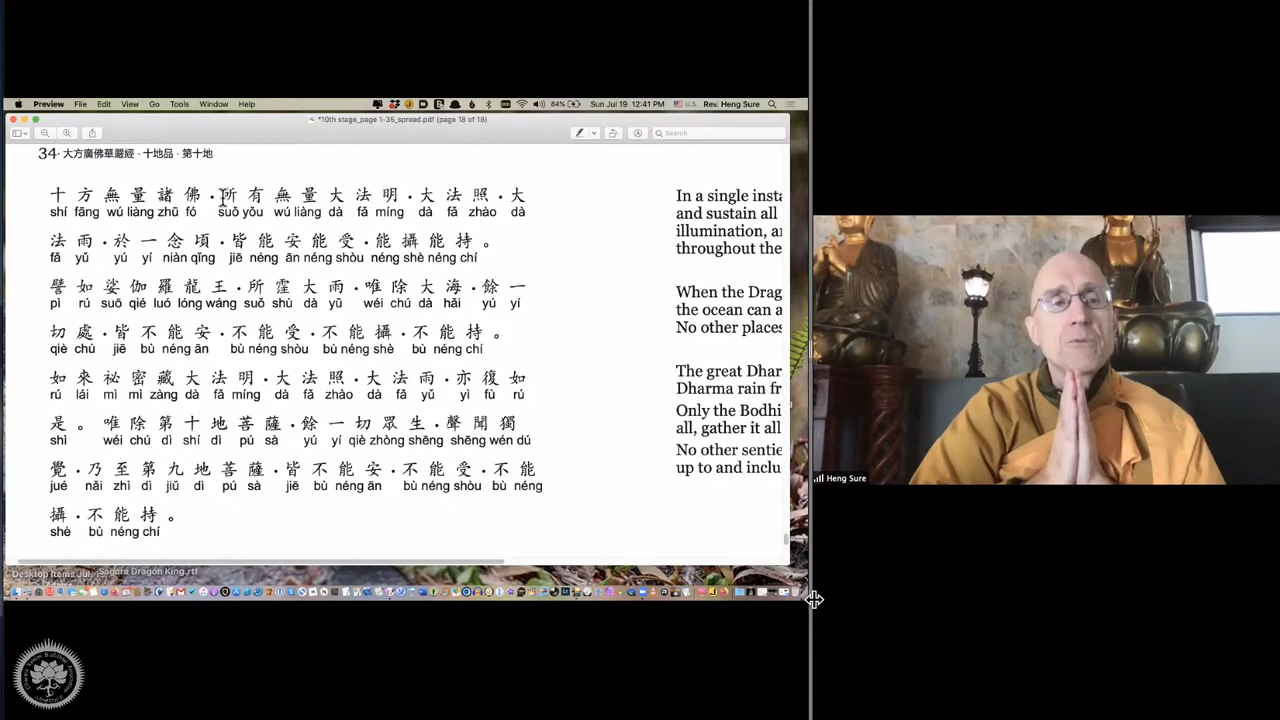 Preview File Edit View Go Tools Window Help 84% U.S. Sun Jul 19 12:41 PM Rev. Heng Sure
*10th stage_page 1-35_spread.pdf (page 18 of 18)
Search
34· 大方廣佛華嚴經 · 十地品 · 第十地
十方無量諸佛·所有無量大法明·大法照·大
shí fāng wú liàng zhū fó suǒ yǒu wú liàng dà fǎ míng dà fǎ zhào dà
法雨·於一念頃·皆能安能受·能攝能持。
fǎ yǔ yú yí niàn qǐng jiē néng ān néng shòu néng shè néng chí
譬如娑伽羅龍王·所霔大雨·唯除大海·餘一
pì rú suō qié luó lóng wáng suǒ shù dà yǔ wéi chú dà hǎi yú yí
切處·皆不能安·不能受·不能攝·不能持。
qiè chù jiē bù néng ān bù néng shòu bù néng shè bù néng chí
如來祕密藏大法明·大法照·大法雨·亦復如
rú lái mì mì zàng dà fǎ míng dà fǎ zhào dà fǎ yǔ yì fù rú
是。唯除第十地菩薩·餘一切眾生·聲聞獨
shì wéi chú dì shí dì pú sà yú yí qiè zhòng shēng shēng wén dú
覺·乃至第九地菩薩·皆不能安·不能受·不能
jué nǎi zhì dì jiǔ dì pú sà jiē bù néng ān bù néng shòu bù néng
攝·不能持。
shè bù néng chí
In a single insta
and sustain all
illumination, a
throughout the
When the Drag
the ocean can a
No other places
The great Dhar
Dharma rain fr
Only the Bodhi
all, gather it all
No other sentie
up to and inclu
Desktop Items Jul.
Sagara Dragon King.rtf
Heng Sure